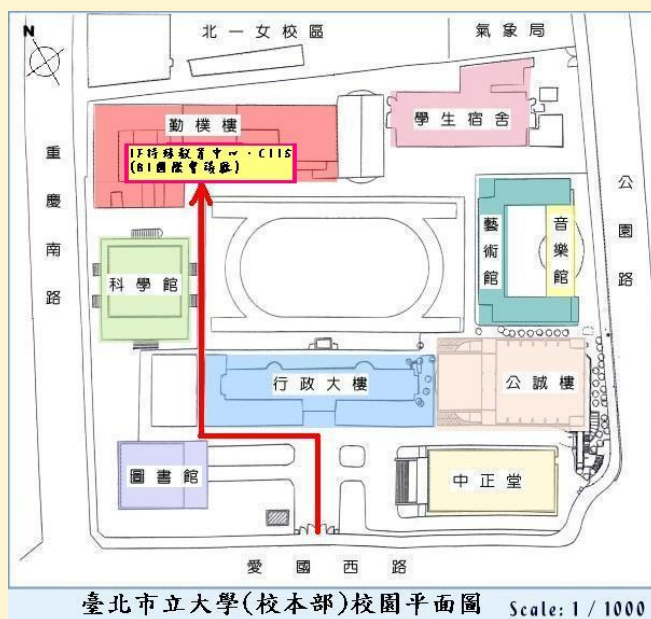 N
北一女校區
氣象局
勤樸樓
學生宿舍
1F特殊教育中心・C115
(B1國際會議廳)
重慶南路
公園路
藝術館
音樂館
科學館
行政大樓
公誠樓
圖書館
中正堂
愛國西路
臺北市立大學(校本部)校園平面圖 Scale: 1 / 1000